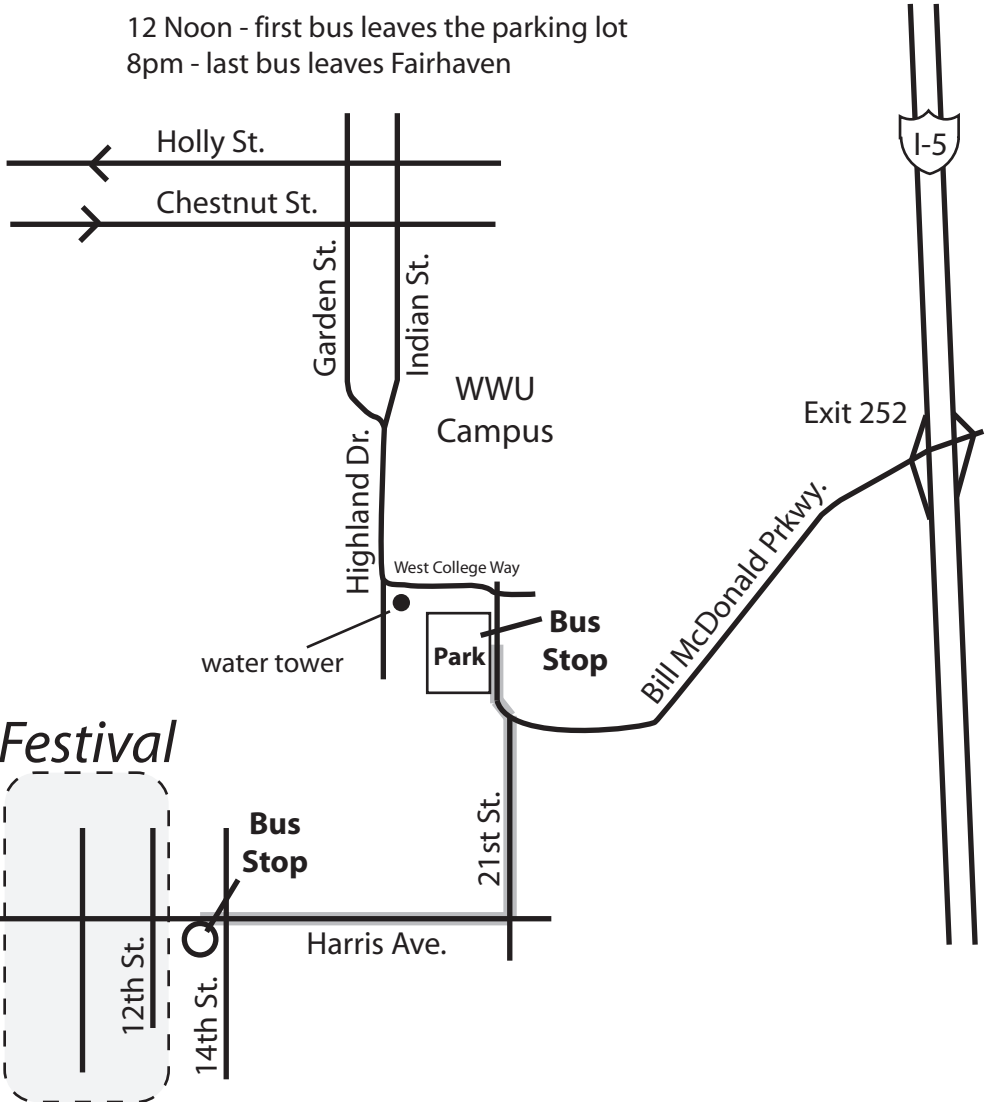 12 Noon - first bus leaves the parking lot
8pm - last bus leaves Fairhaven
I-5
Holly St.
Chestnut St.
Garden St.
Indian St.
WWU
Campus
Exit 252
Highland Dr.
West College Way
Bill McDonald Prkwy.
Bus
Stop
Park
water tower
Festival
Bus
Stop
21st St.
Harris Ave.
12th St.
14th St.